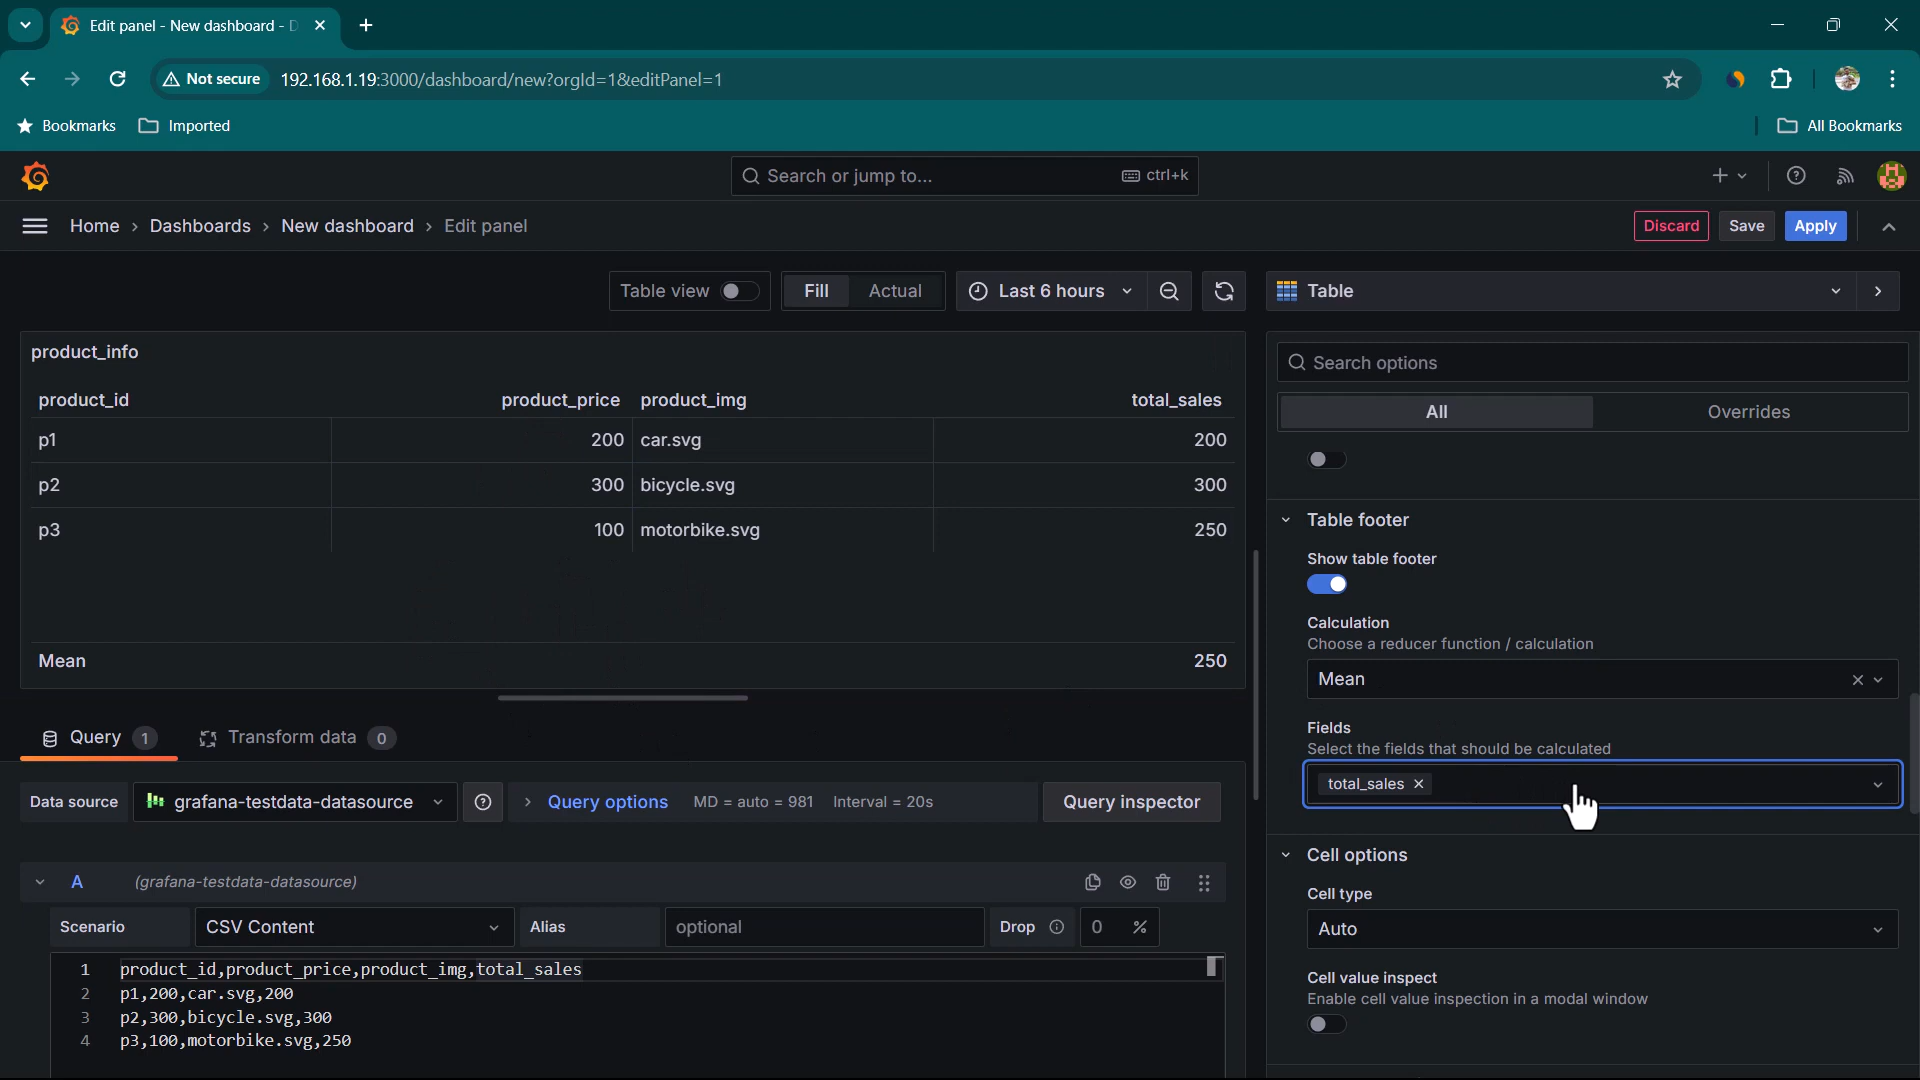 Edit panel - New dashboard - D
Not secure 192.168.1.19:3000/dashboard/new?orgId=1&editPanel=1
Bookmarks Imported All Bookmarks
Search or jump to... ctrl+k
Home › Dashboards › New dashboard › Edit panel Discard Save Apply
Table view Fill Actual Last 6 hours Table
product_info
product_id product_price product_img total_sales
p1 200 car.svg 200
p2 300 bicycle.svg 300
p3 100 motorbike.svg 250
Mean 250
Search options
All Overrides
Table footer
Show table footer
Calculation
Choose a reducer function / calculation
Mean
Fields
Select the fields that should be calculated
total_sales
Cell options
Cell type
Auto
Cell value inspect
Enable cell value inspection in a modal window
Query 1 Transform data 0
Data source grafana-testdata-datasource Query options MD = auto = 981 Interval = 20s Query inspector
A (grafana-testdata-datasource)
Scenario CSV Content Alias optional Drop 0 %
1 product_id,product_price,product_img,total_sales
2 p1,200,car.svg,200
3 p2,300,bicycle.svg,300
4 p3,100,motorbike.svg,250